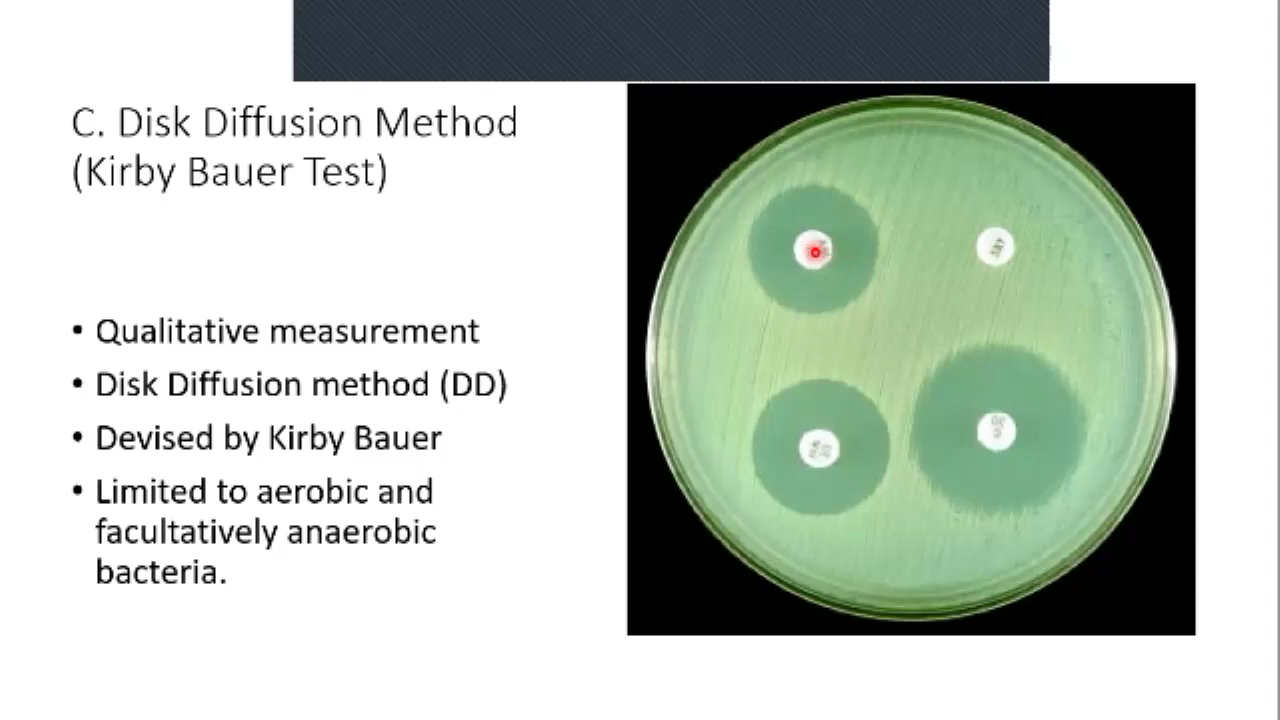 C. Disk Diffusion Method
(Kirby Bauer Test)
• Qualitative measurement
• Disk Diffusion method (DD)
• Devised by Kirby Bauer
• Limited to aerobic and
facultatively anaerobic
bacteria.